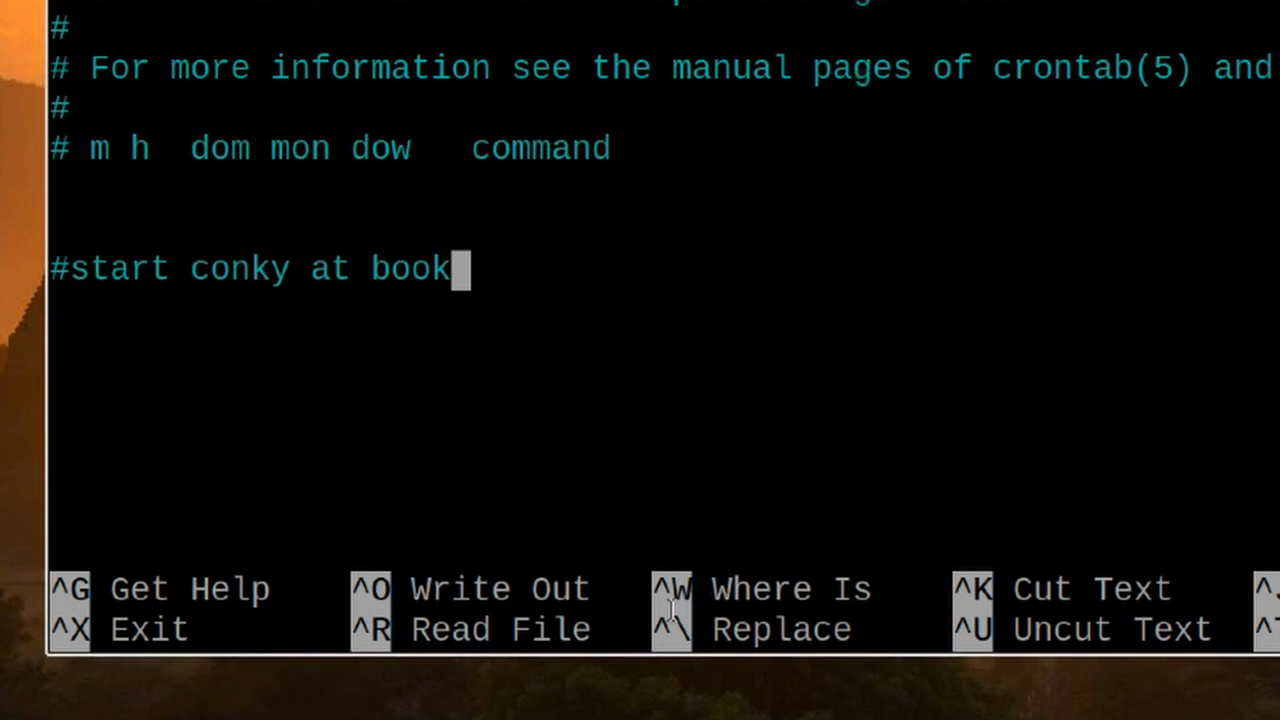 #
# For more information see the manual pages of crontab(5) and
#
# m h  dom mon dow   command
#start conky at book
^G Get Help ^O Write Out ^W Where Is ^K Cut Text
^X Exit ^R Read File ^\ Replace ^U Uncut Text